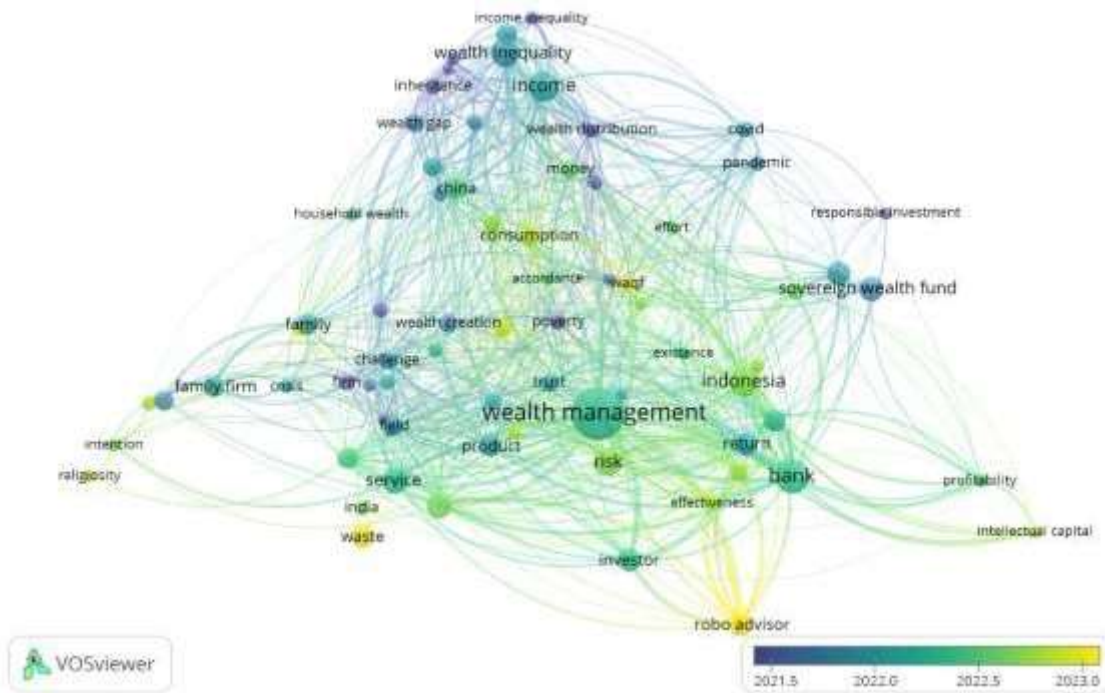 income inequality
wealth inequality
inheritance
income
wealth gap
wealth distribution
covid
pandemic
money
china
household wealth
responsible investment
effort
consumption
accordance
waqf
sovereign wealth fund
family
wealth creation
poverty
challenge
existence
family firm
crisis
firm
trust
indonesia
wealth management
field
intention
product
return
risk
religiosity
service
bank
profitability
india
effectiveness
waste
intellectual capital
investor
robo advisor
VOSviewer
2021.5 2022.0 2022.5 2023.0